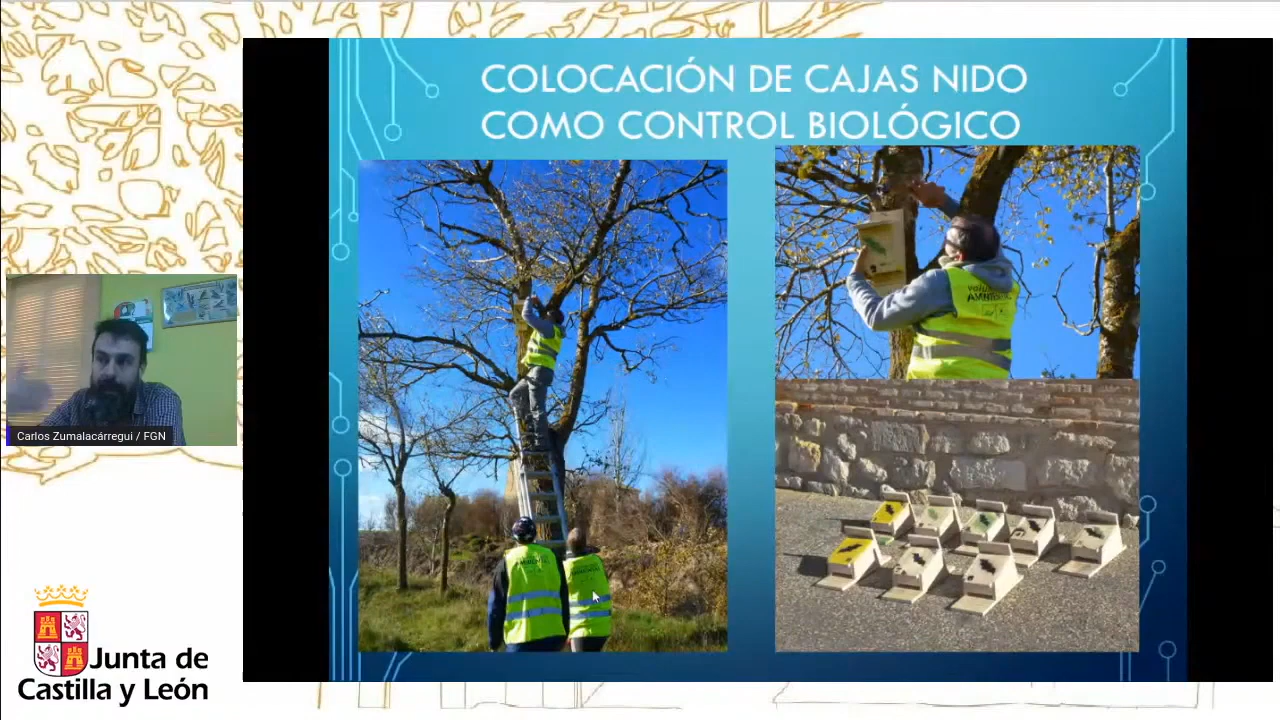 COLOCACIÓN DE CAJAS NIDO
COMO CONTROL BIOLÓGICO
Carlos Zumalacárregui / FGN
Junta de
Castilla y León